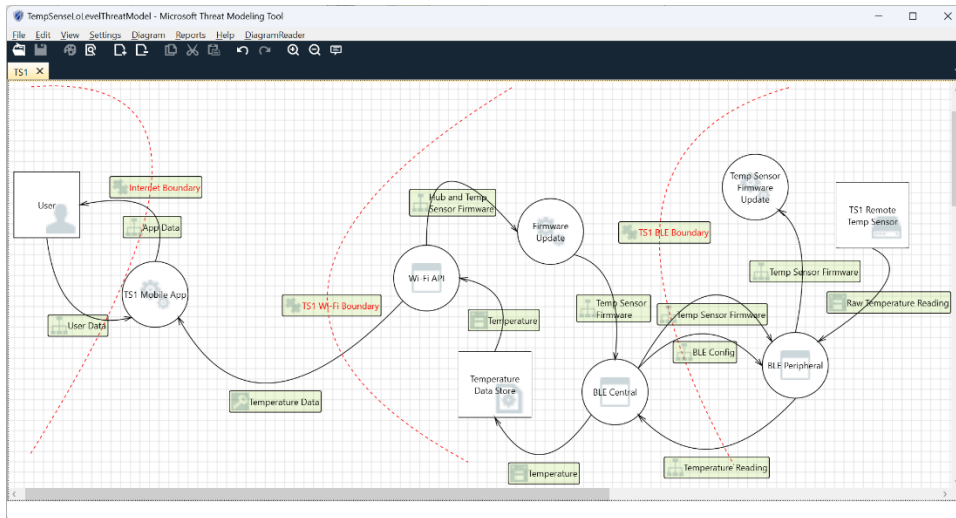 TempSenseLoLevelThreatModel - Microsoft Threat Modeling Tool
File Edit View Settings Diagram Reports Help DiagramReader
TS1
User
Internet Boundary
App Data
TS1 Mobile App
User Data
Temperature Data
TS1 Wi-Fi Boundary
Hub and Temp
Sensor Firmware
Wi-Fi API
Temperature
Temperature
Data Store
Temperature
Firmware
Update
Temp Sensor
Firmware
BLE Central
TS1 BLE Boundary
Temp Sensor Firmware
BLE Config
Temperature Reading
Temp Sensor
Firmware
Update
Temp Sensor Firmware
BLE Peripheral
TS1 Remote
Temp Sensor
Raw Temperature Reading